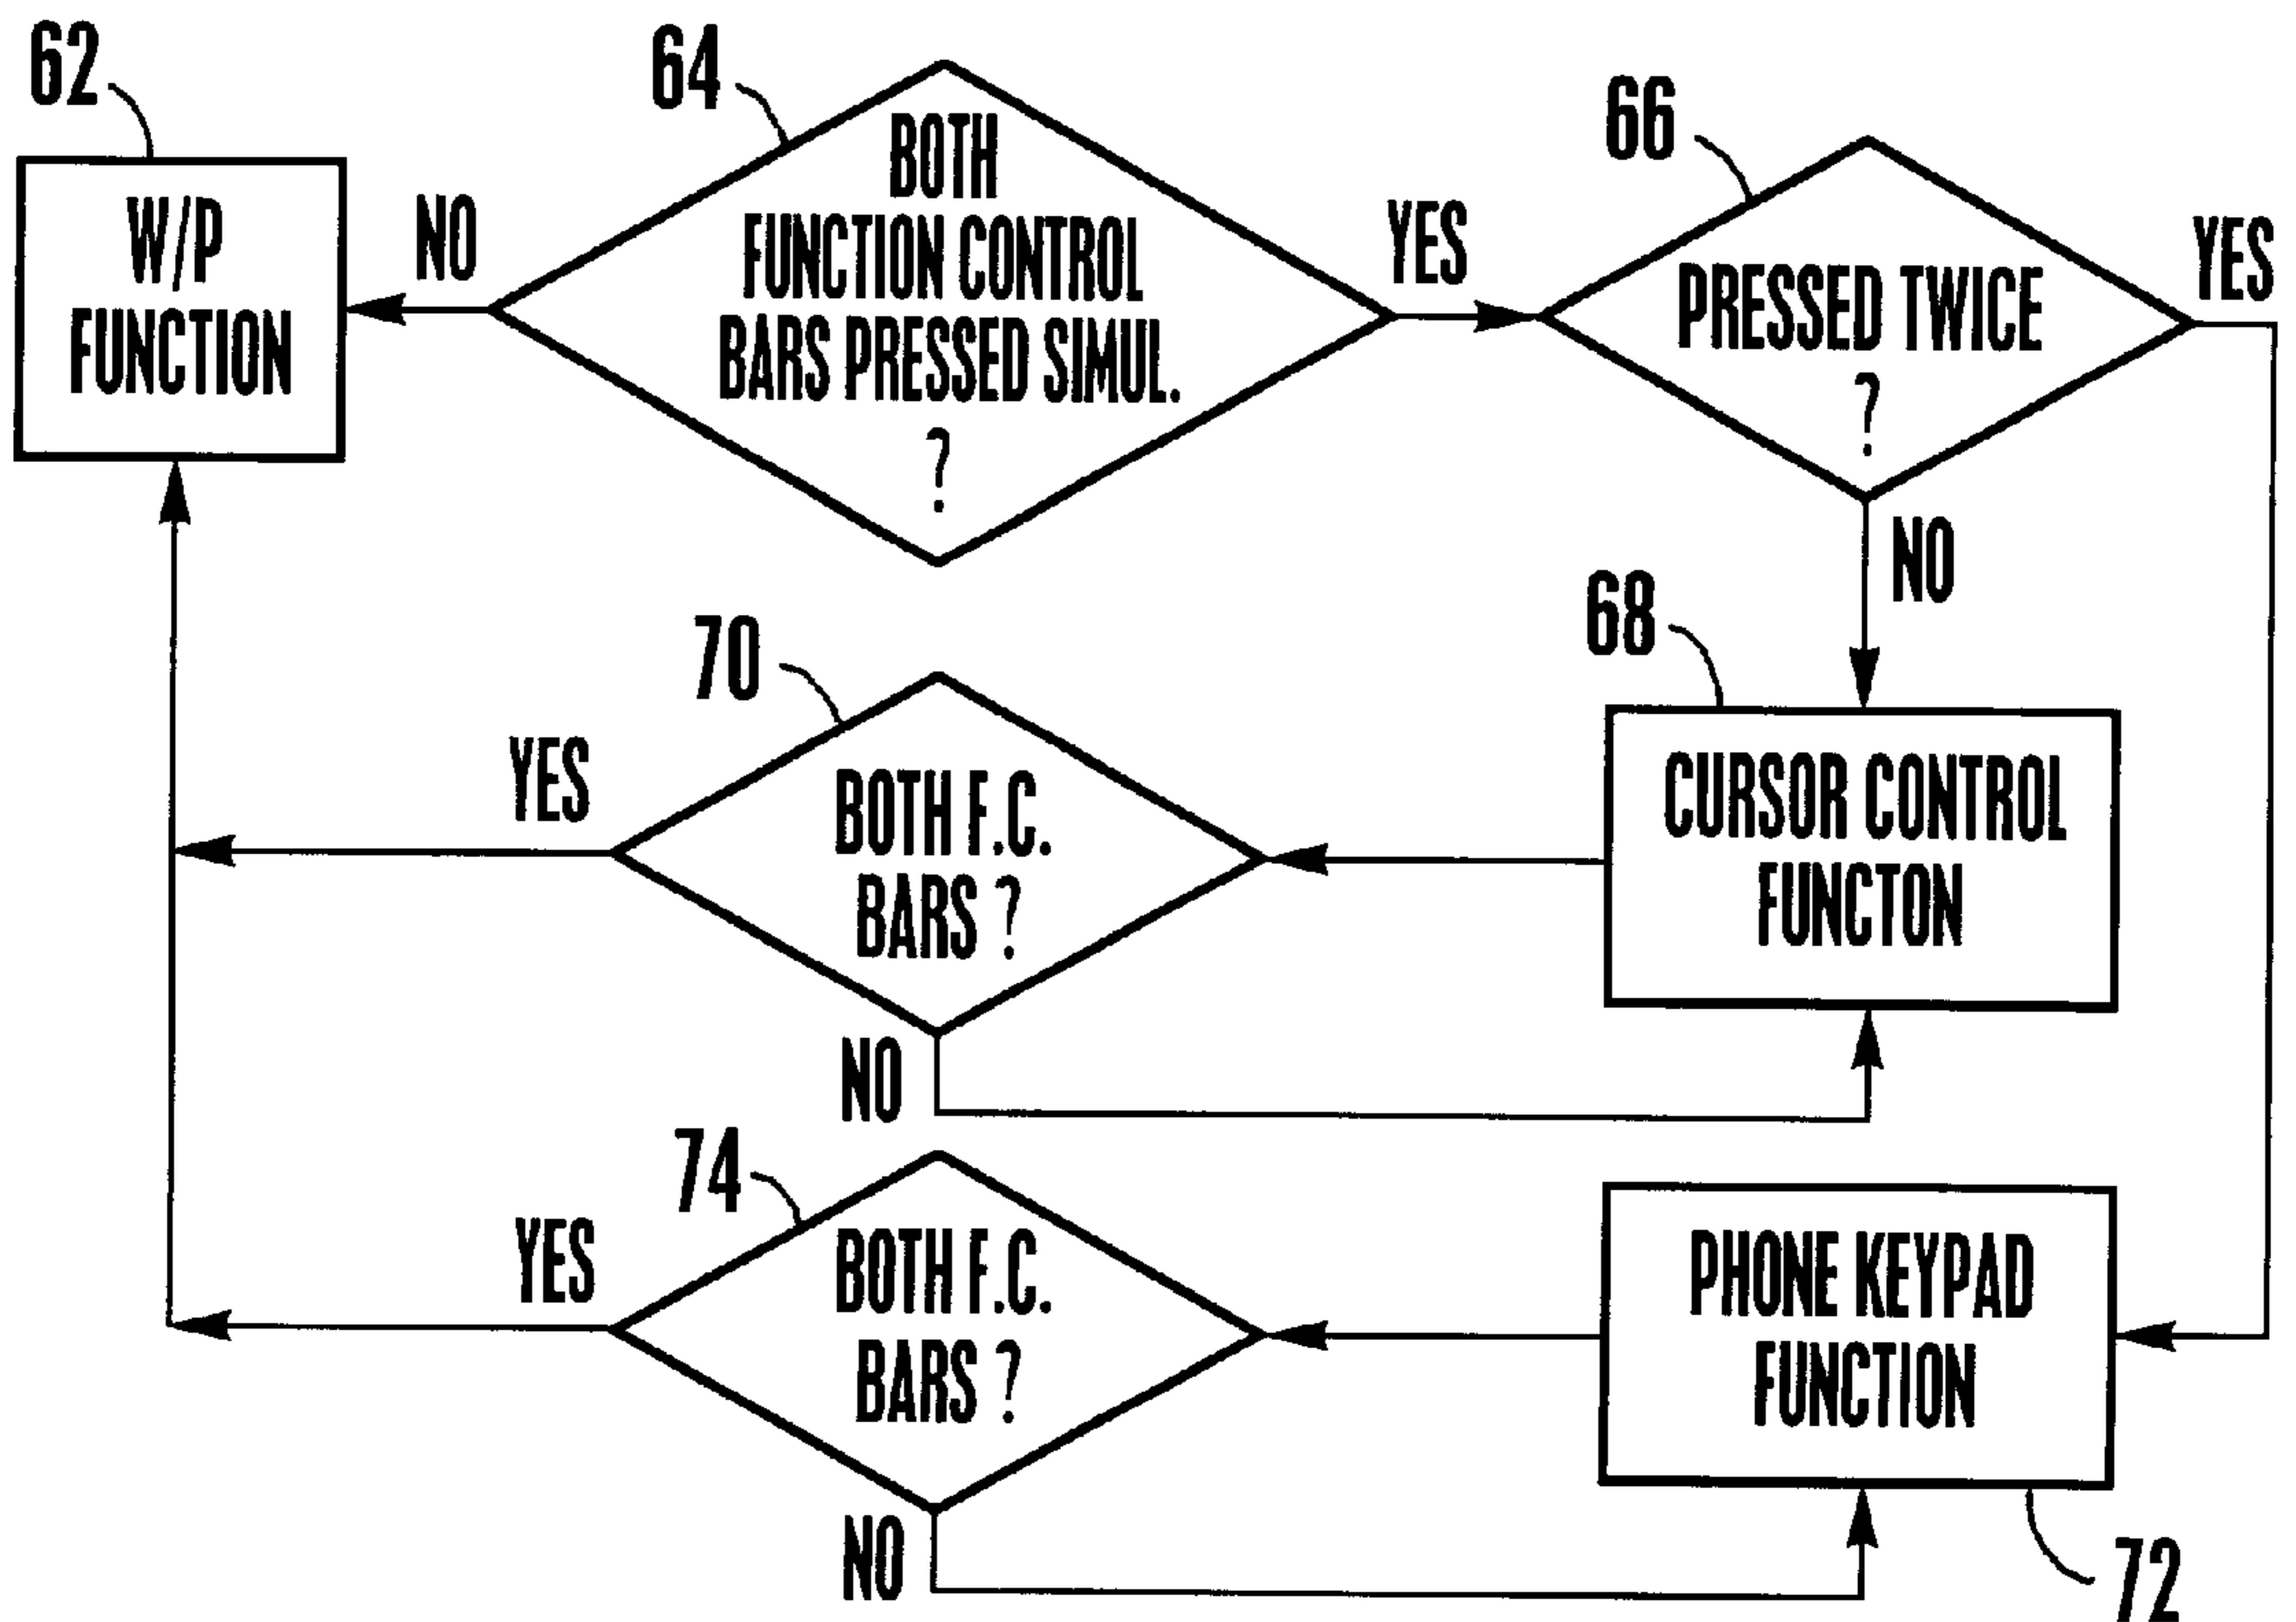 62
64
66
W/P
FUNCTION
NO
BOTH
FUNCTION CONTROL
BARS PRESSED SIMUL.
?
YES
PRESSED TWICE
?
YES
NO
68
70
YES
BOTH F.C.
BARS ?
CURSOR CONTROL
FUNCTON
NO
74
YES
BOTH F.C.
BARS ?
PHONE KEYPAD
FUNCTION
NO
72